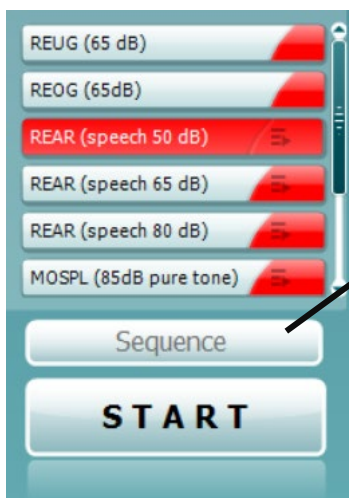 REUG (65 dB)
REOG (65dB)
REAR (speech 50 dB)
REAR (speech 65 dB)
REAR (speech 80 dB)
MOSPL (85dB pure tone)
Sequence
START